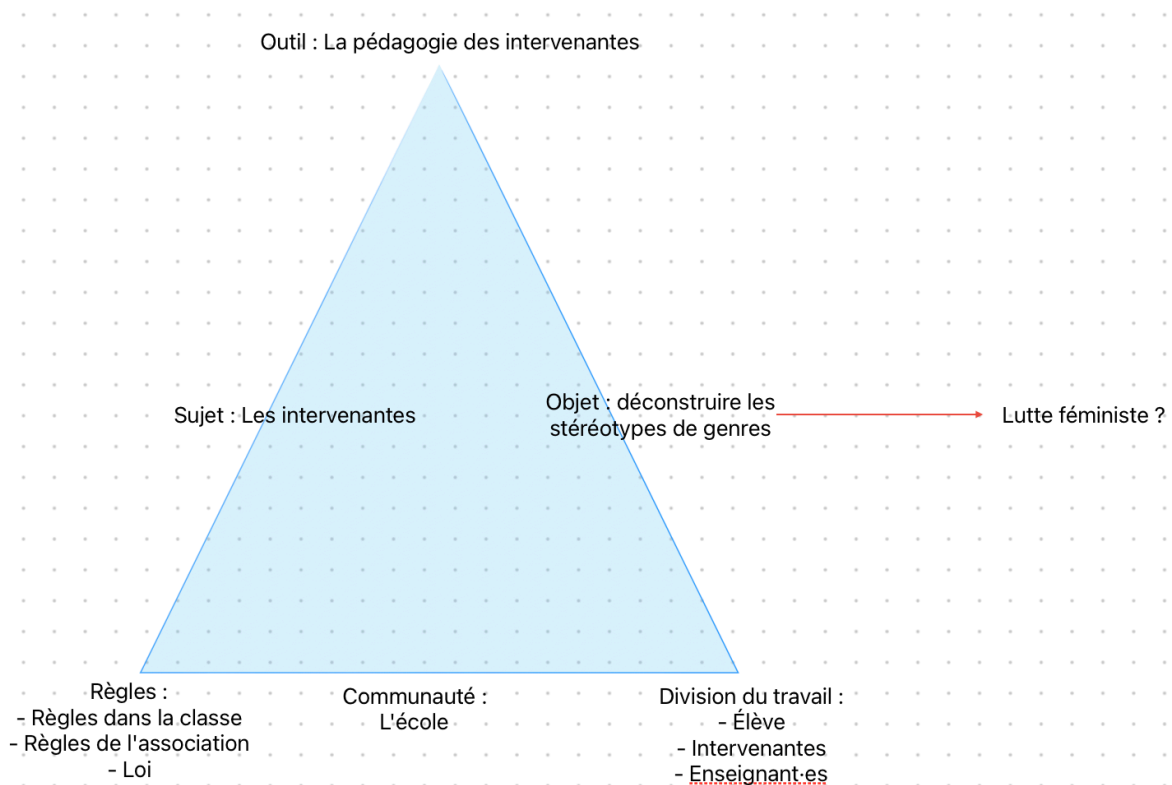 Outil : La pédagogie des intervenantes
Sujet : Les intervenantes
Objet : déconstruire les
stéréotypes de genres
Lutte féministe ?
Règles :
- Règles dans la classe
- Règles de l'association
- Loi
Communauté :
L'école
Division du travail :
- Élève
- Intervenantes
- Enseignant·es